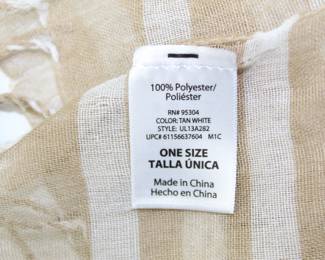 100% Polyester/
Poliéster
RN# 95304
COLOR: TAN WHITE
STYLE: UL13A282
UPC# 61156637604 M1C
ONE SIZE
TALLA ÚNICA
Made in China
Hecho en China